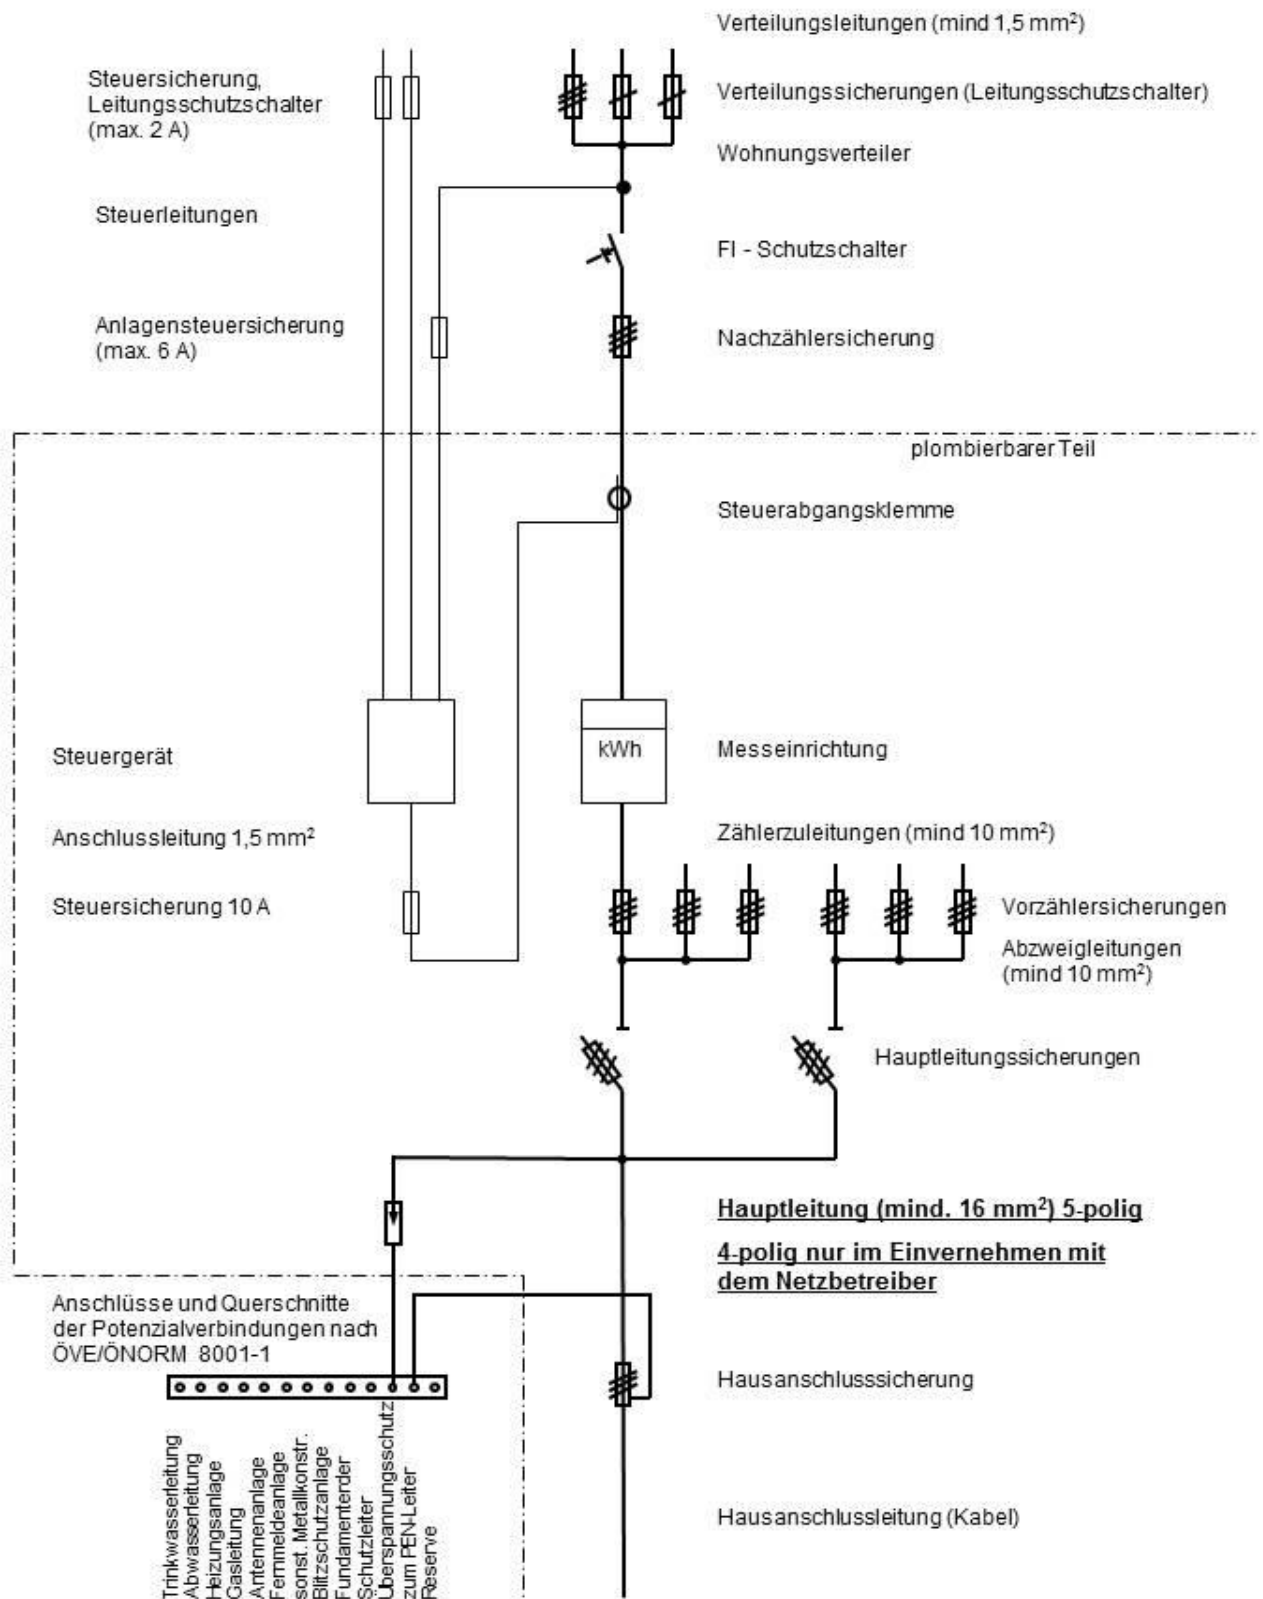 Verteilungsleitungen (mind 1,5 mm²)
Steuersicherung,
Leitungsschutzschalter
(max. 2 A)
Verteilungssicherungen (Leitungsschutzschalter)
Wohnungsverteiler
Steuerleitungen
FI - Schutzschalter
Anlagensteuersicherung
(max. 6 A)
Nachzählersicherung
plombierbarer Teil
Steuerabgangsklemme
Steuergerät
kWh
Messeinrichtung
Anschlussleitung 1,5 mm²
Zählerzuleitungen (mind 10 mm²)
Steuersicherung 10 A
Vorzählersicherungen
Abzweigleitungen
(mind 10 mm²)
Hauptleitungssicherungen
Hauptleitung (mind. 16 mm²) 5-polig
4-polig nur im Einvernehmen mit
dem Netzbetreiber
Anschlüsse und Querschnitte
der Potenzialverbindungen nach
ÖVE/ÖNORM 8001-1
Hausanschlusssicherung
Trinkwasserleitung
Abwasserleitung
Heizungsanlage
Gasleitung
Antennenanlage
Fernmeldeanlage
sonst. Metallkonstr.
Blitzschutzanlage
Fundamenterder
Schutzleiter
Überspannungsschutz
zum PEN-Leiter
Reserve
Hausanschlussleitung (Kabel)